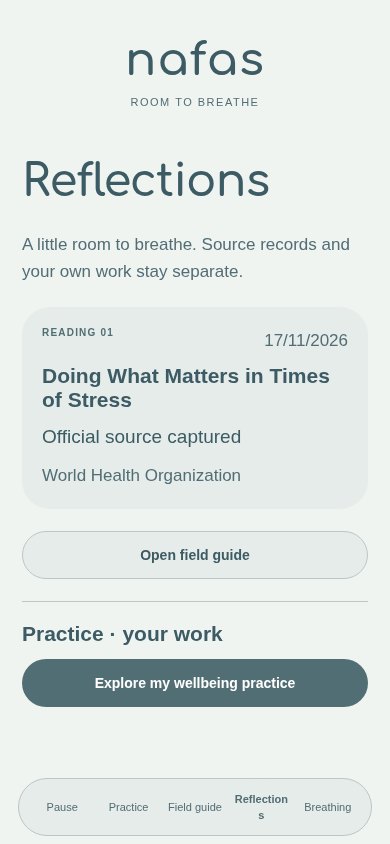 nafas
ROOM TO BREATHE
Reflections
A little room to breathe. Source records and
your own work stay separate.
READING 01
17/11/2026
Doing What Matters in Times
of Stress
Official source captured
World Health Organization
Open field guide
Practice · your work
Explore my wellbeing practice
Pause
Practice
Field guide
Reflection
s
Breathing